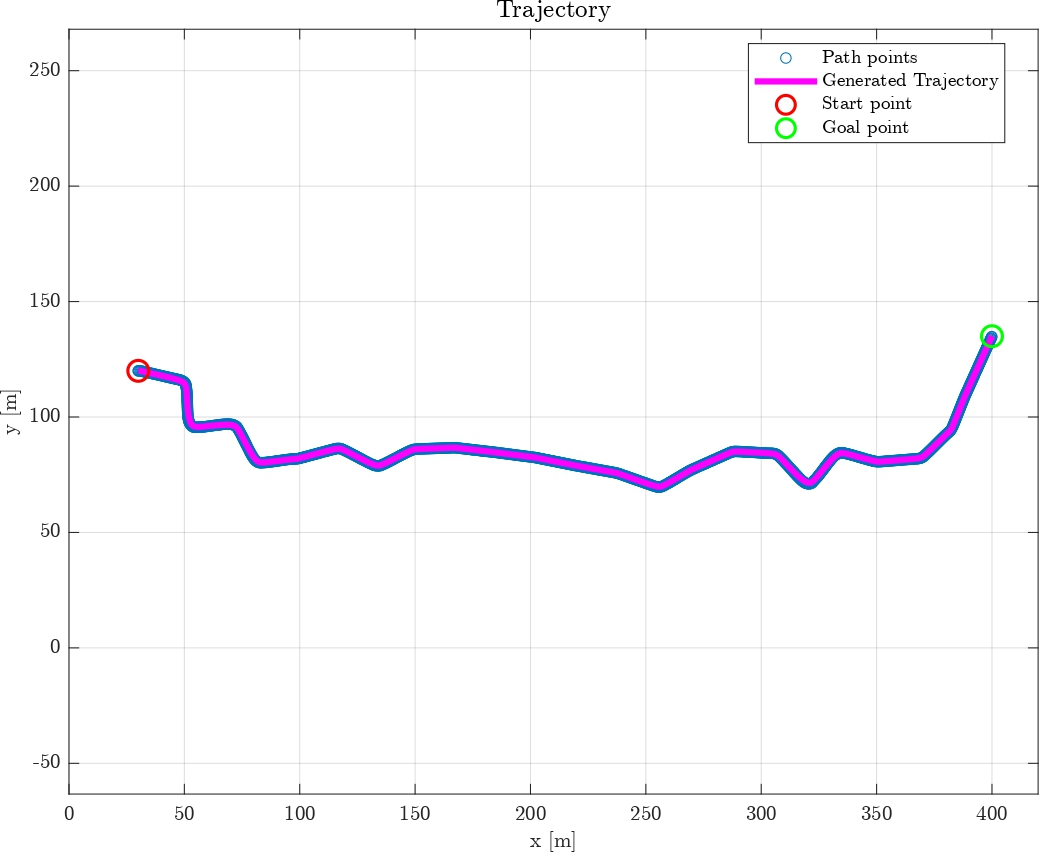 Trajectory
Path points
Generated Trajectory
Start point
Goal point
250
200
150
100
50
0
-50
y [m]
0 50 100 150 200 250 300 350 400
x [m]